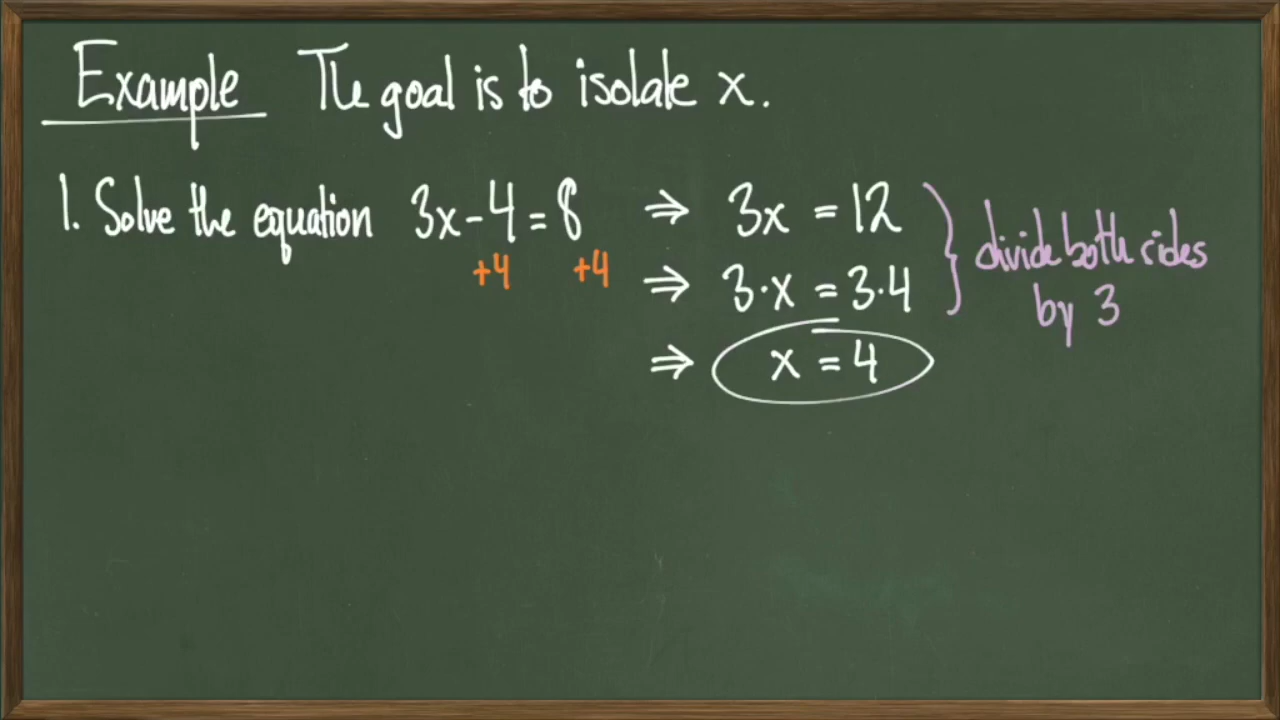 Example The goal is to isolate x.
1. Solve the equation 3x-4=8 ⇒ 3x = 12
+4 +4
⇒ 3·x = 3·4
divide both sides
by 3
⇒ x = 4